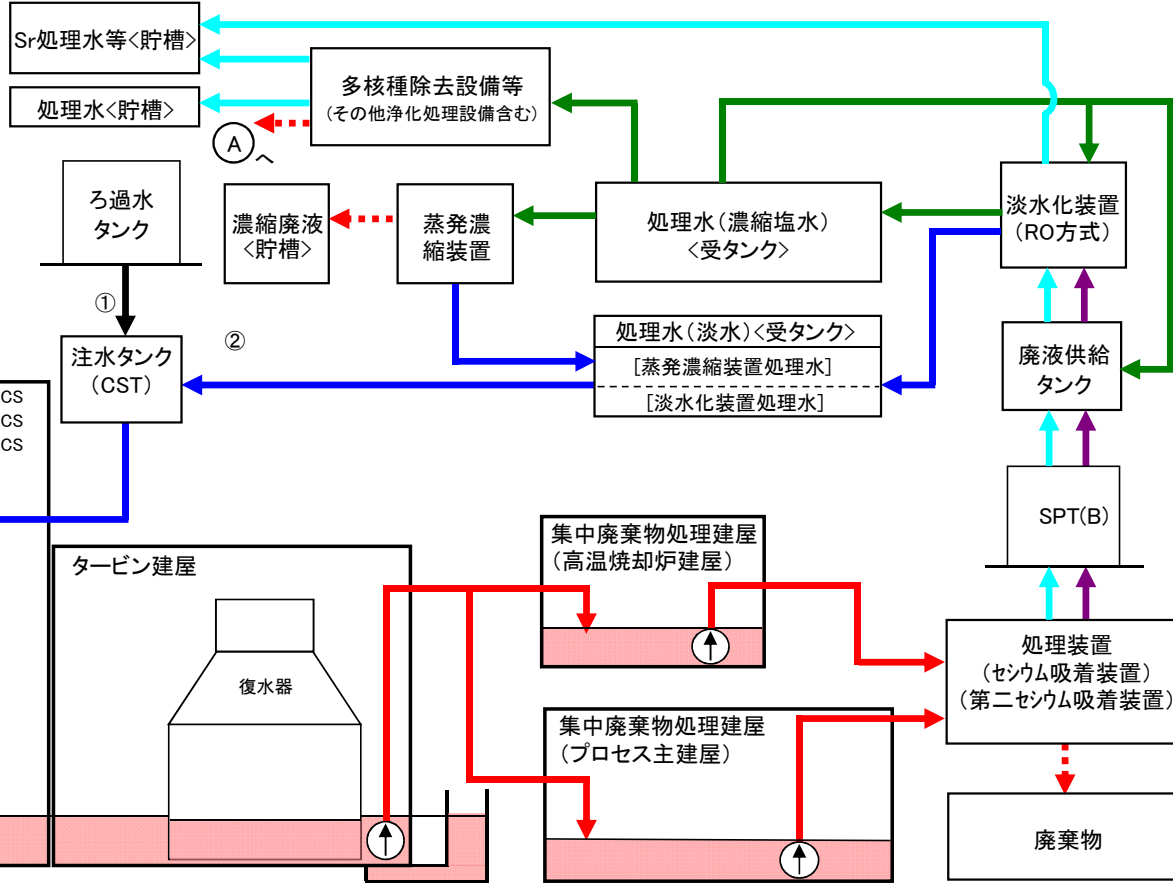 Sr処理水等<貯槽>
処理水<貯槽>
多核種除去設備等
(その他浄化処理設備含む)
A
へ
ろ過水
タンク
濃縮廃液
<貯槽>
蒸発濃
縮装置
処理水(濃縮塩水)
<受タンク>
淡水化装置
(RO方式)
①
②
注水タンク
(CST)
処理水(淡水)<受タンク>
[蒸発濃縮装置処理水]
[淡水化装置処理水]
廃液供給
タンク
CS
CS
CS
SPT(B)
タービン建屋
復水器
集中廃棄物処理建屋
(高温焼却炉建屋)
集中廃棄物処理建屋
(プロセス主建屋)
処理装置
(セシウム吸着装置)
(第二セシウム吸着装置)
廃棄物